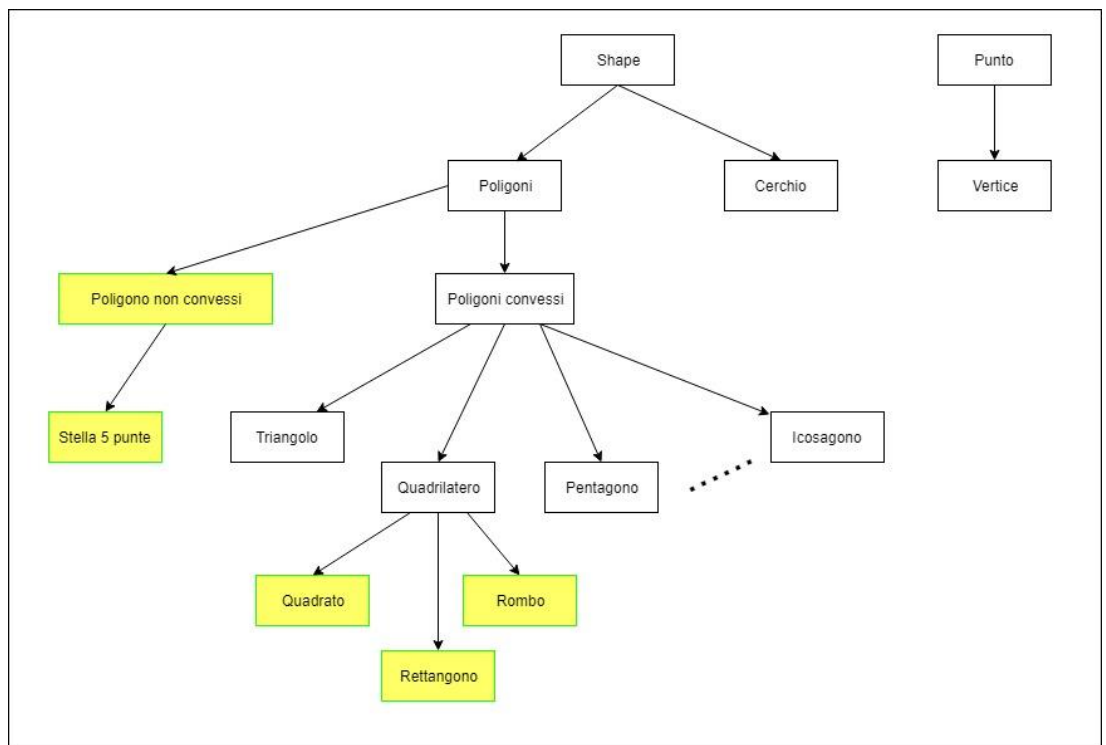 Shape
Punto
Poligoni
Cerchio
Vertice
Poligono non convessi
Poligoni convessi
Stella 5 punte
Triangolo
Icosagono
Quadrilatero
Pentagono
Quadrato
Rombo
Rettangono